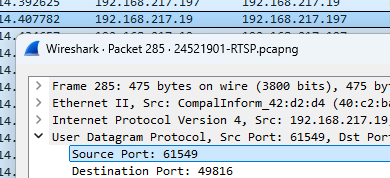 14.392625 192.168.217.197 192.168.217.19
14.407782 192.168.217.19 192.168.217.197
Wireshark · Packet 285 · 24521901-RTSP.pcapng
Frame 285: 475 bytes on wire (3800 bits), 475 by
Ethernet II, Src: CompalInform_42:d2:d4 (40:c2:ba
Internet Protocol Version 4, Src: 192.168.217.19
User Datagram Protocol, Src Port: 61549, Dst Por
Source Port: 61549
Destination Port: 49816